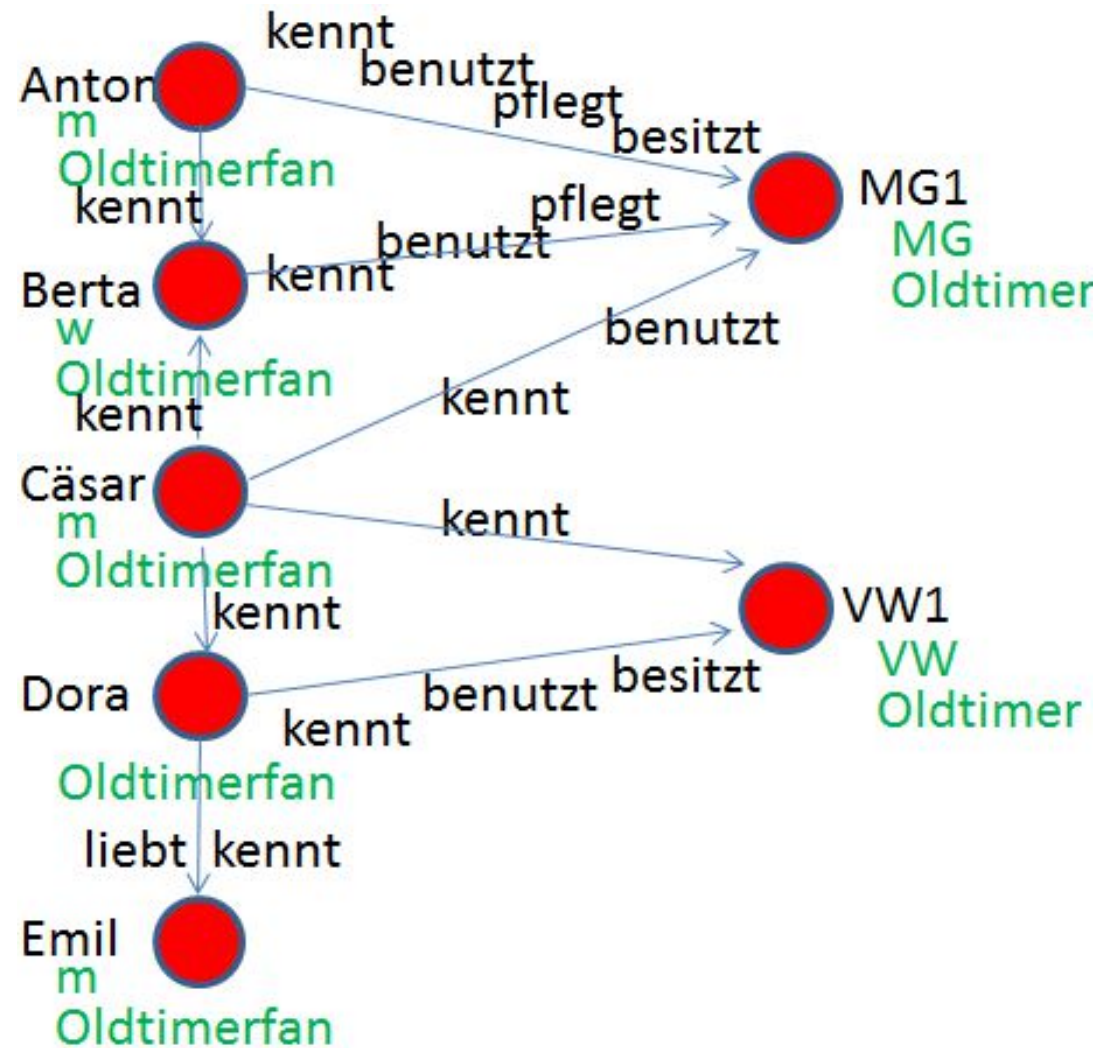 kennt
benutzt
Anton
pflegt
m
besitzt
Oldtimerfan
kennt
pflegt
MG1
benutzt
MG
Berta
kennt
Oldtimer
w
benutzt
Oldtimerfan
kennt
kennt
Cäsar
m
kennt
Oldtimerfan
kennt
VW1
VW
Dora
benutzt
besitzt
Oldtimer
kennt
Oldtimerfan
liebt
kennt
Emil
m
Oldtimerfan